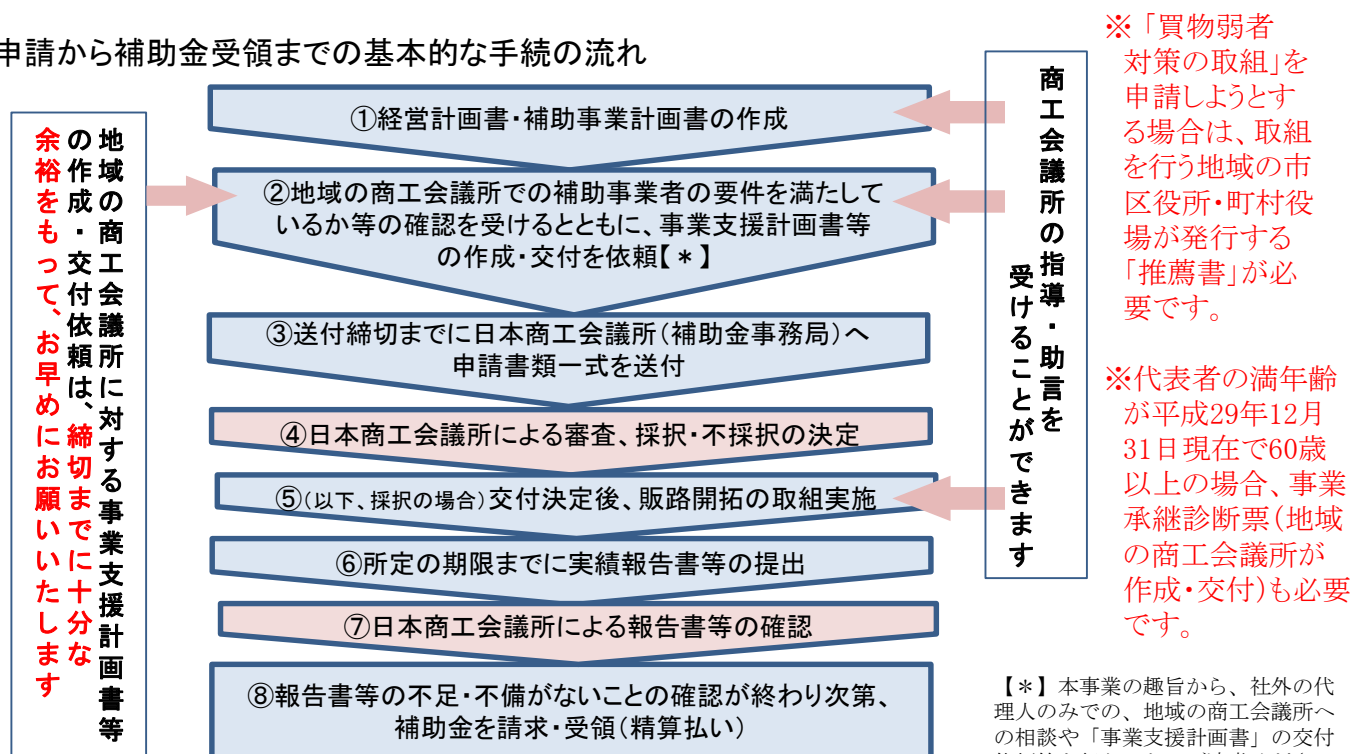 申請から補助金受領までの基本的な手続の流れ
地域の商工会議所に対する事業支援計画書等
の作成・交付依頼は、締切までに十分な
余裕をもって、お早めにお願いいたします
①経営計画書・補助事業計画書の作成
②地域の商工会議所での補助事業者の要件を満たして
いるか等の確認を受けるとともに、事業支援計画書等
の作成・交付を依頼【*】
③送付締切までに日本商工会議所(補助金事務局)へ
申請書類一式を送付
④日本商工会議所による審査、採択・不採択の決定
⑤(以下、採択の場合)交付決定後、販路開拓の取組実施
⑥所定の期限までに実績報告書等の提出
⑦日本商工会議所による報告書等の確認
⑧報告書等の不足・不備がないことの確認が終わり次第、
補助金を請求・受領(精算払い)
商工会議所の指導・助言を
受けることができます
※「買物弱者
対策の取組」を
申請しようとす
る場合は、取組
を行う地域の市
区役所・町村役
場が発行する
「推薦書」が必
要です。
※代表者の満年齢
が平成29年12月
31日現在で60歳
以上の場合、事業
承継診断票(地域
の商工会議所が
作成・交付)も必要
です。
【*】本事業の趣旨から、社外の代
理人のみでの、地域の商工会議所へ
の相談や「事業支援計画書」の交付